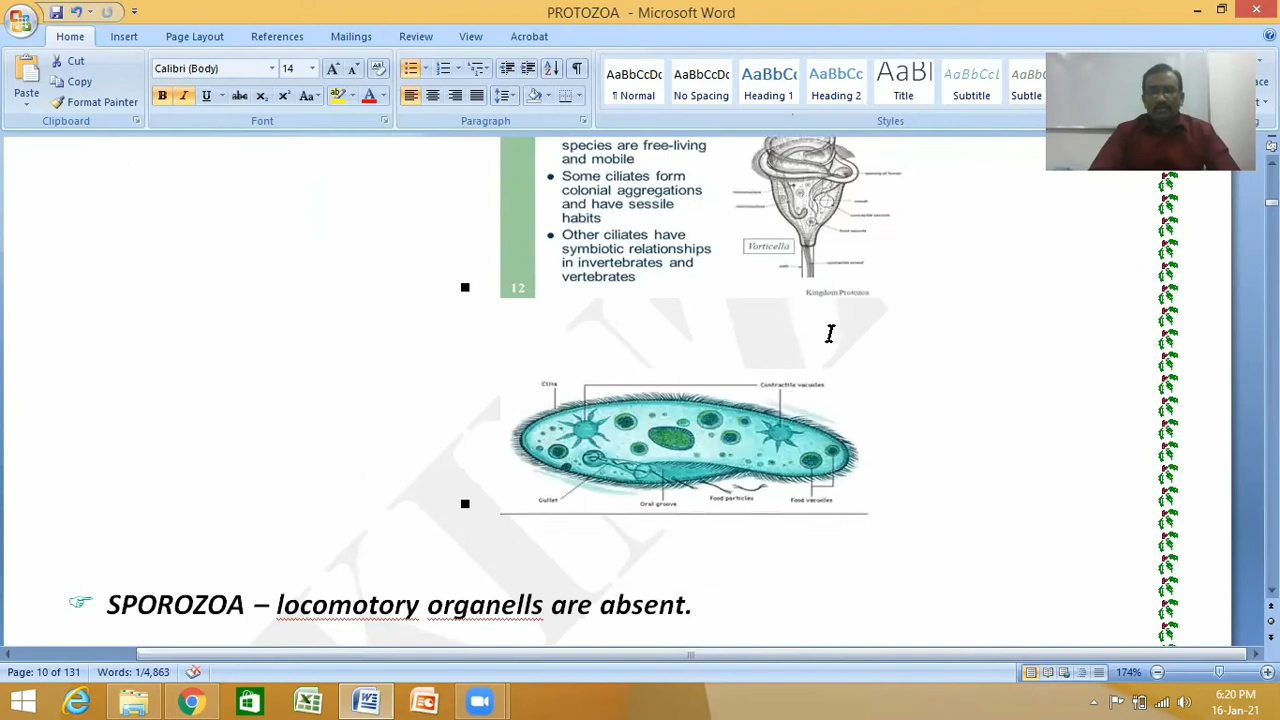 PROTOZOA - Microsoft Word
Home Insert Page Layout References Mailings Review View Acrobat
Paste
Cut
Copy
Format Painter
Clipboard
Calibri (Body) 14
Font
Paragraph
AaBbCcDc AaBbCcDc AaBbCc AaBbCc AaBl AaBbCcL AaBbCcL
¶ Normal No Spacing Heading 1 Heading 2 Title Subtitle Subtle
Styles
species are free-living
and mobile
Some ciliates form
colonial aggregations
and have sessile
habits
Other ciliates have
symbiotic relationships
in invertebrates and
vertebrates
12
Vorticella
Kingdom Protozoa
Cilia
Contractile vacuoles
Gullet
Oral groove
Food particles
Food vacuoles
SPOROZOA – locomotory organells are absent.
Page: 10 of 131 Words: 1/4,863 174%
6:20 PM
16-Jan-21